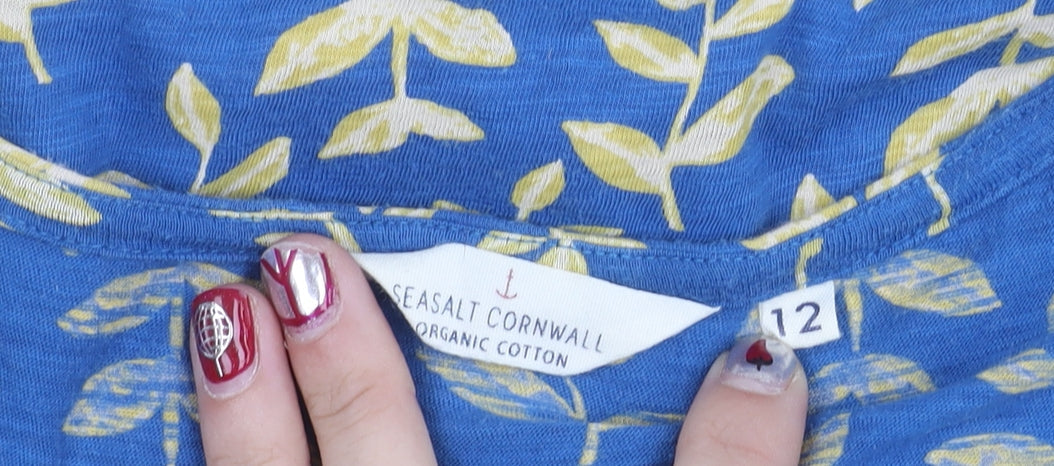 SEASALT CORNWALL
ORGANIC COTTON
12